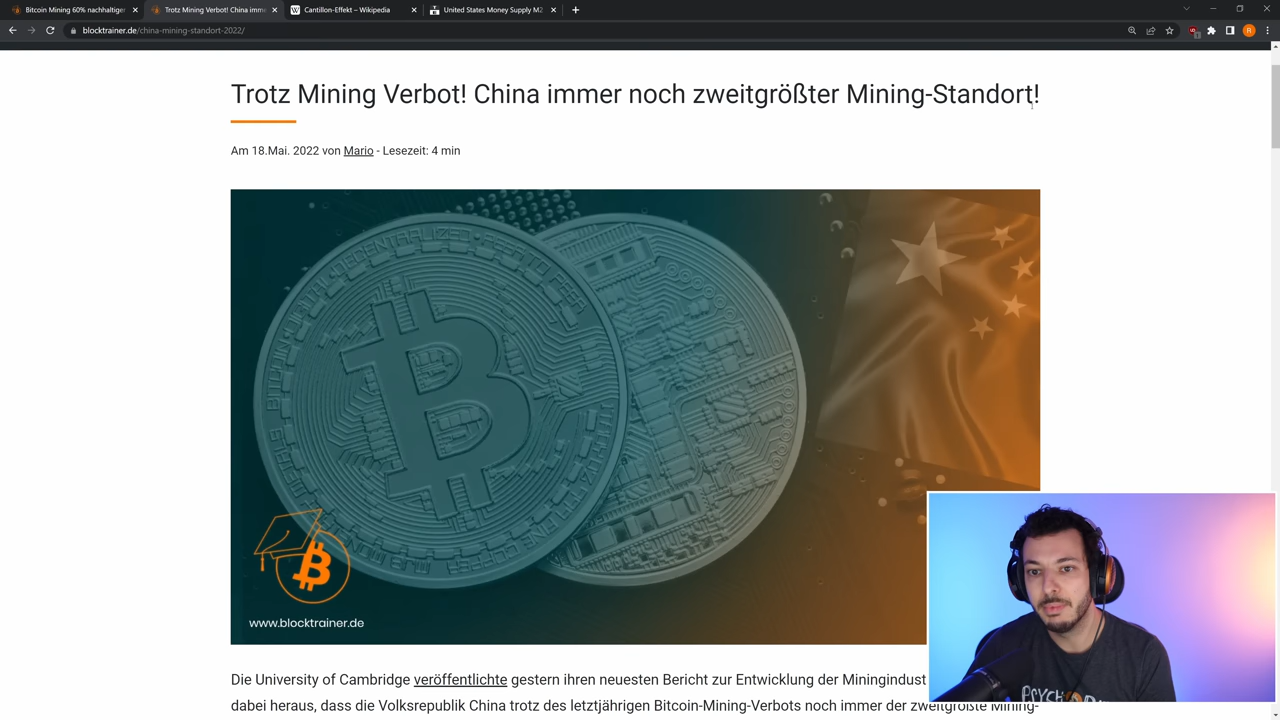 Bitcoin Mining 60% nachhaltiger
Trotz Mining Verbot! China imm
Cantillon-Effekt – Wikipedia
United States Money Supply M2
blocktrainer.de/china-mining-standort-2022/
Trotz Mining Verbot! China immer noch zweitgrößter Mining-Standort!
Am 18.Mai. 2022 von Mario - Lesezeit: 4 min
www.blocktrainer.de
Die University of Cambridge veröffentlichte gestern ihren neuesten Bericht zur Entwicklung der Miningindust
dabei heraus, dass die Volksrepublik China trotz des letztjährigen Bitcoin-Mining-Verbots noch immer der zweitgrößte Mining-